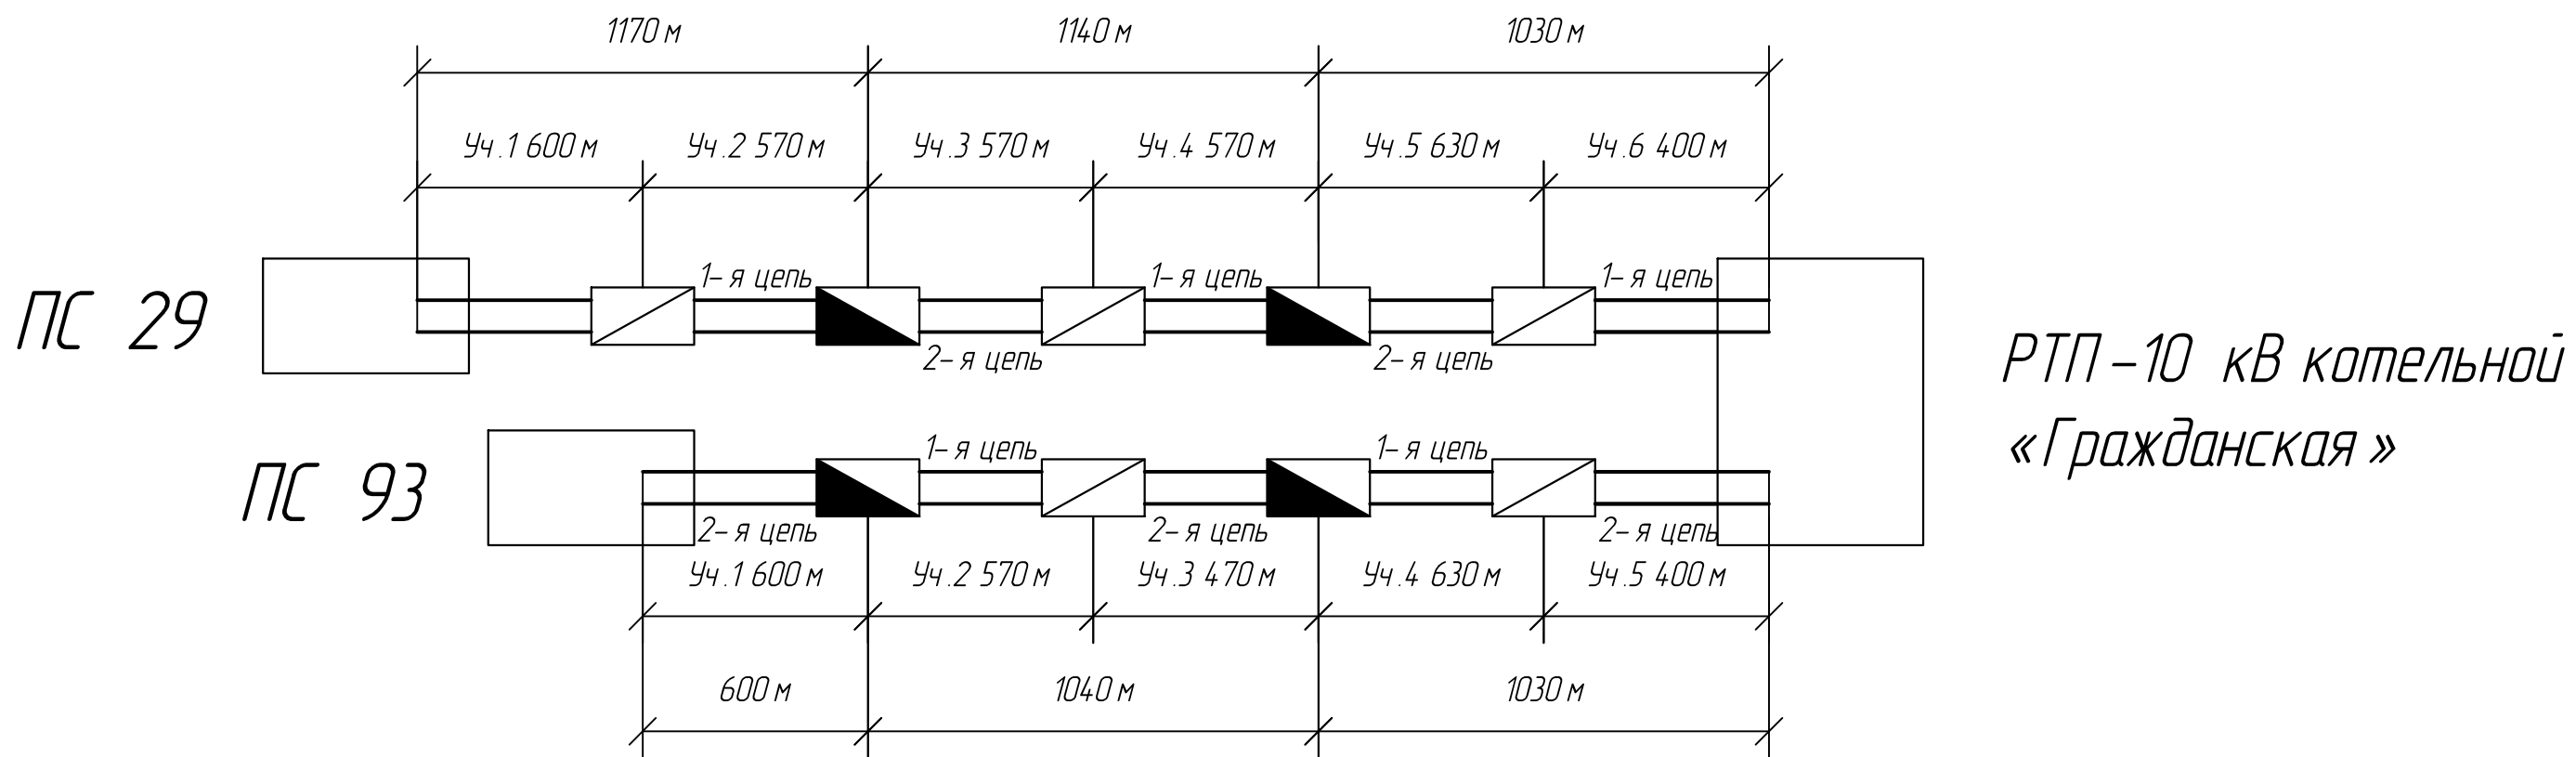 1170 м
1140 м
1030 м
Уч.1 600 м
Уч.2 570 м
Уч.3 570 м
Уч.4 570 м
Уч.5 630 м
Уч.6 400 м
1-я цепь
1-я цепь
1-я цепь
ПС 29
2-я цепь
2-я цепь
РТП-10 кВ котельной
«Гражданская»
ПС 93
1-я цепь
1-я цепь
2-я цепь
2-я цепь
2-я цепь
Уч.1 600 м
Уч.2 570 м
Уч.3 470 м
Уч.4 630 м
Уч.5 400 м
600 м
1040 м
1030 м